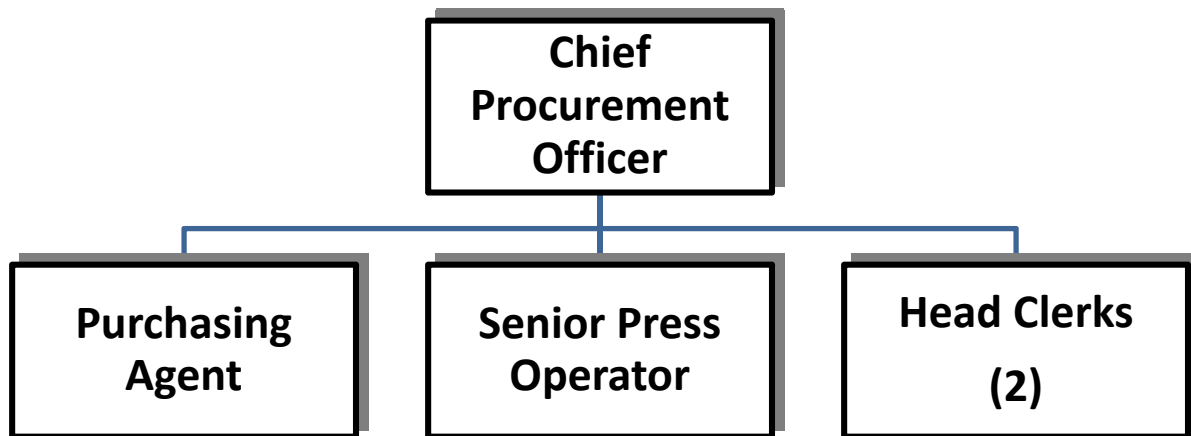 Chief
Procurement
Officer
Purchasing
Agent
Senior Press
Operator
Head Clerks
(2)